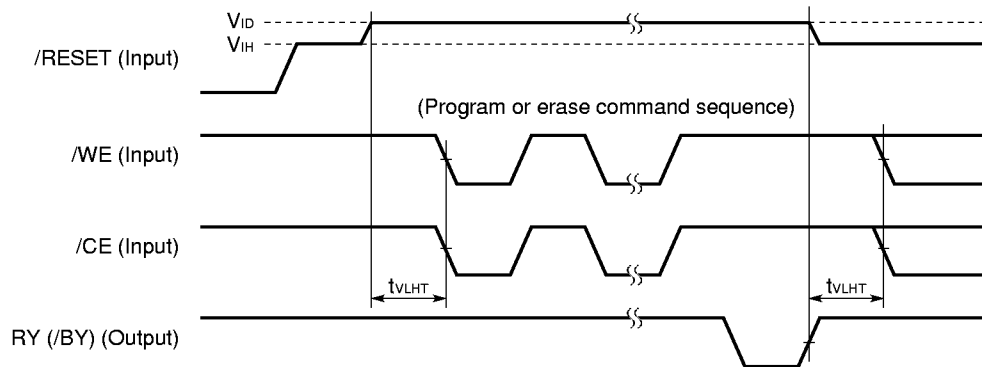 VID
VIH
/RESET (Input)
(Program or erase command sequence)
/WE (Input)
/CE (Input)
tVLHT
tVLHT
RY (/BY) (Output)